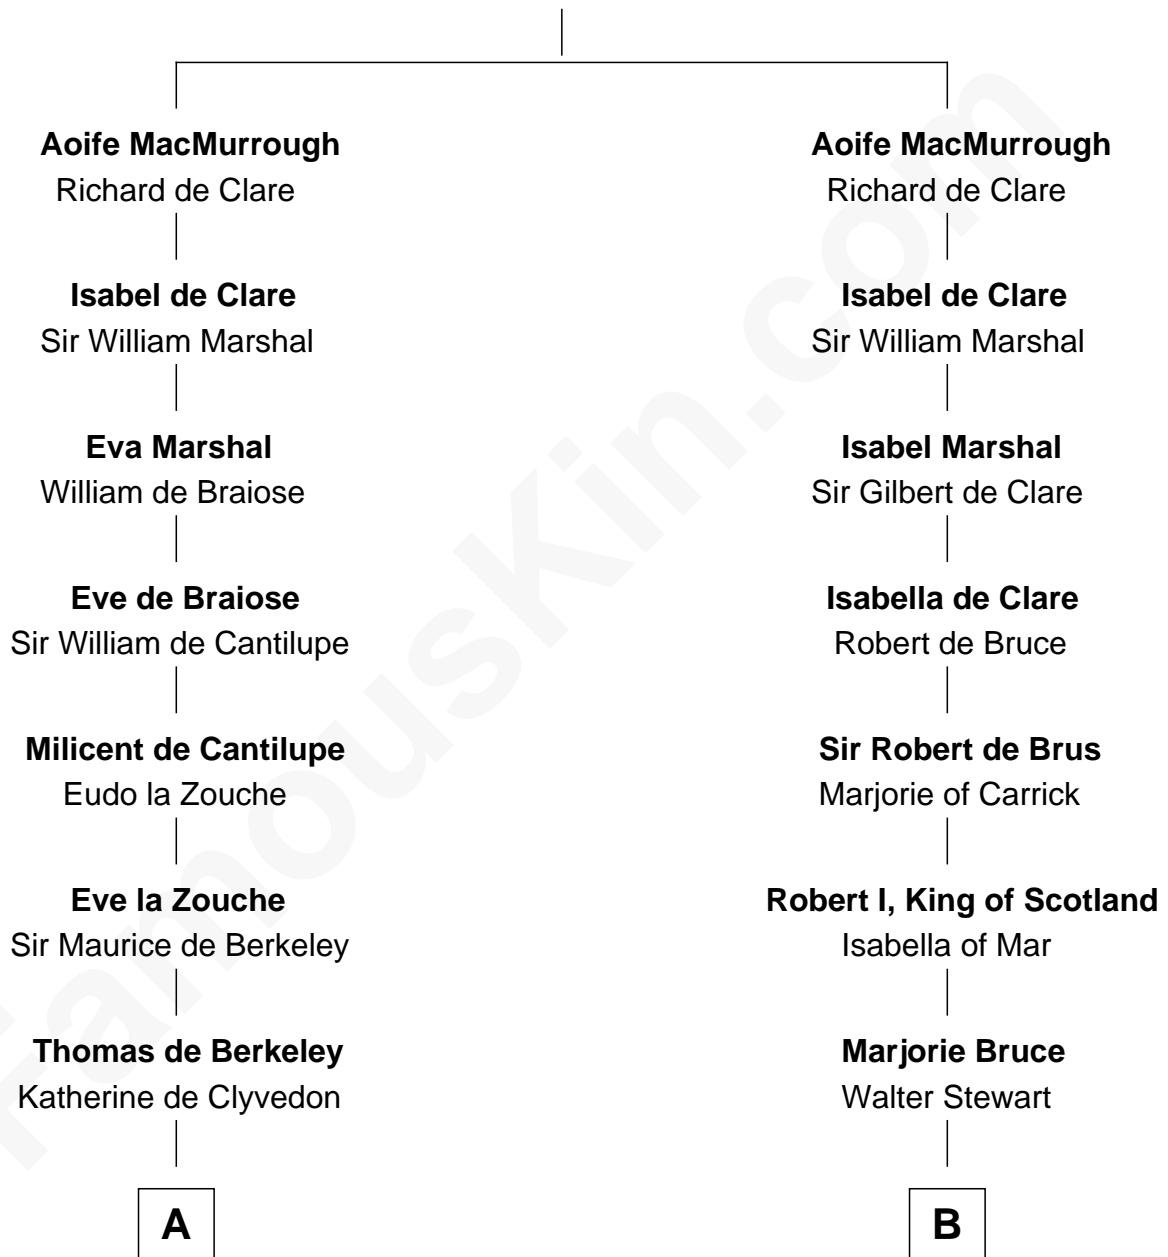 Aoife MacMurrough
Richard de Clare
Isabel de Clare
Sir William Marshal
Eva Marshal
William de Braiose
Eve de Braiose
Sir William de Cantilupe
Milicent de Cantilupe
Eudo la Zouche
Eve la Zouche
Sir Maurice de Berkeley
Thomas de Berkeley
Katherine de Clyvedon
A
Aoife MacMurrough
Richard de Clare
Isabel de Clare
Sir William Marshal
Isabel Marshal
Sir Gilbert de Clare
Isabella de Clare
Robert de Bruce
Sir Robert de Brus
Marjorie of Carrick
Robert I, King of Scotland
Isabella of Mar
Marjorie Bruce
Walter Stewart
B
FamousKin.com